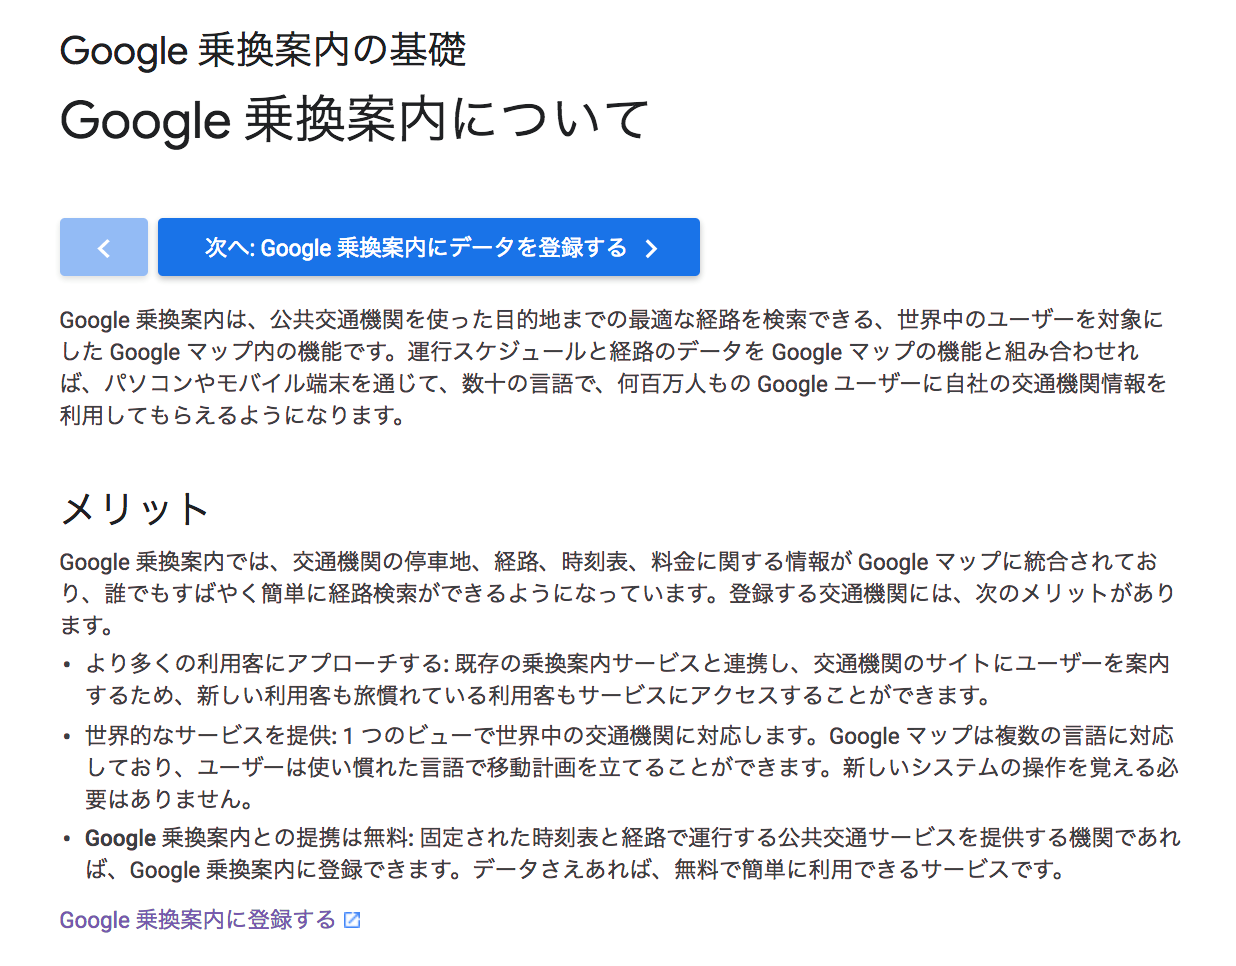 Google 乗換案内の基礎
Google 乗換案内について
次へ: Google 乗換案内にデータを登録する
Google 乗換案内は、公共交通機関を使った目的地までの最適な経路を検索できる、世界中のユーザーを対象に
した Google マップ内の機能です。運行スケジュールと経路のデータを Google マップの機能と組み合わせれ
ば、パソコンやモバイル端末を通じて、数十の言語で、何百万人もの Google ユーザーに自社の交通機関情報を
利用してもらえるようになります。
メリット
Google 乗換案内では、交通機関の停車地、経路、時刻表、料金に関する情報が Google マップに統合されてお
り、誰でもすばやく簡単に経路検索ができるようになっています。登録する交通機関には、次のメリットがあり
ます。
• より多くの利用客にアプローチする: 既存の乗換案内サービスと連携し、交通機関のサイトにユーザーを案内
するため、新しい利用客も旅慣れている利用客もサービスにアクセスすることができます。
• 世界的なサービスを提供: 1 つのビューで世界中の交通機関に対応します。Google マップは複数の言語に対応
しており、ユーザーは使い慣れた言語で移動計画を立てることができます。新しいシステムの操作を覚える必
要はありません。
• Google 乗換案内との提携は無料: 固定された時刻表と経路で運行する公共交通サービスを提供する機関であれ
ば、Google 乗換案内に登録できます。データさえあれば、無料で簡単に利用できるサービスです。
Google 乗換案内に登録する